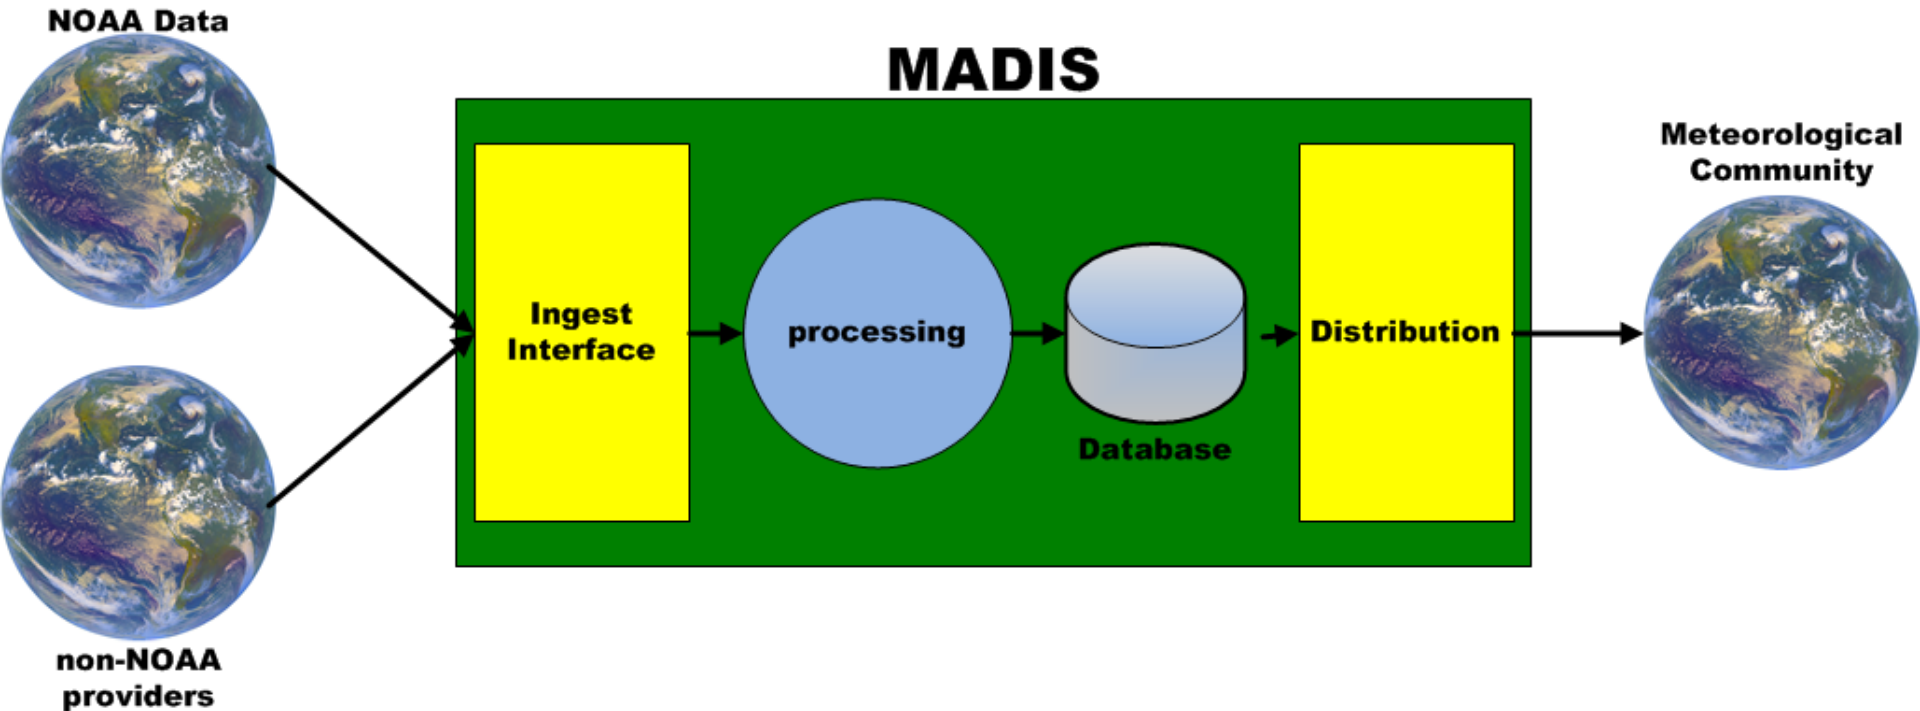 NOAA Data
MADIS
Meteorological
Community
Ingest
Interface
processing
Database
Distribution
non-NOAA
providers